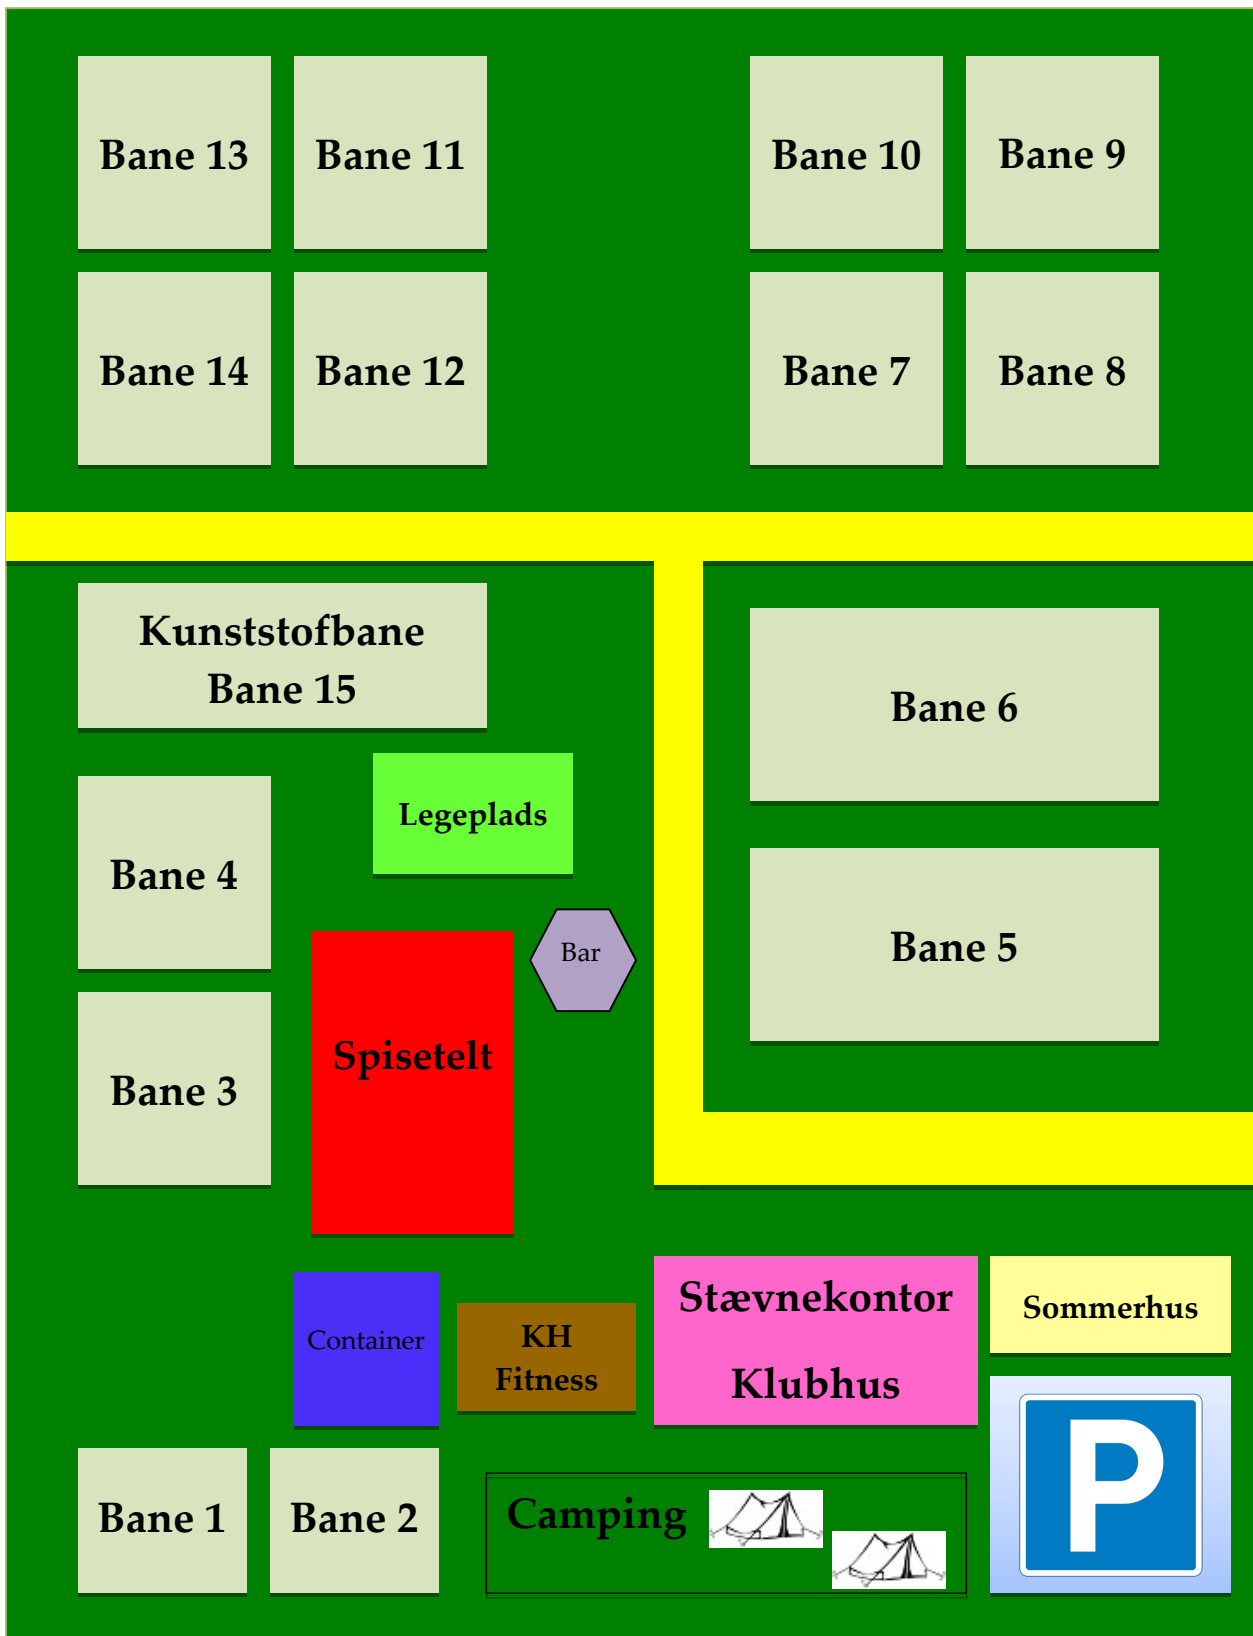 Bane 13
Bane 11
Bane 10
Bane 9
Bane 14
Bane 12
Bane 7
Bane 8
Kunststofbane
Bane 15
Bane 6
Legeplads
Bane 4
Bar
Bane 5
Spisetelt
Bane 3
Stævnekontor
Klubhus
Sommerhus
Container
KH
Fitness
P
Bane 1
Bane 2
Camping